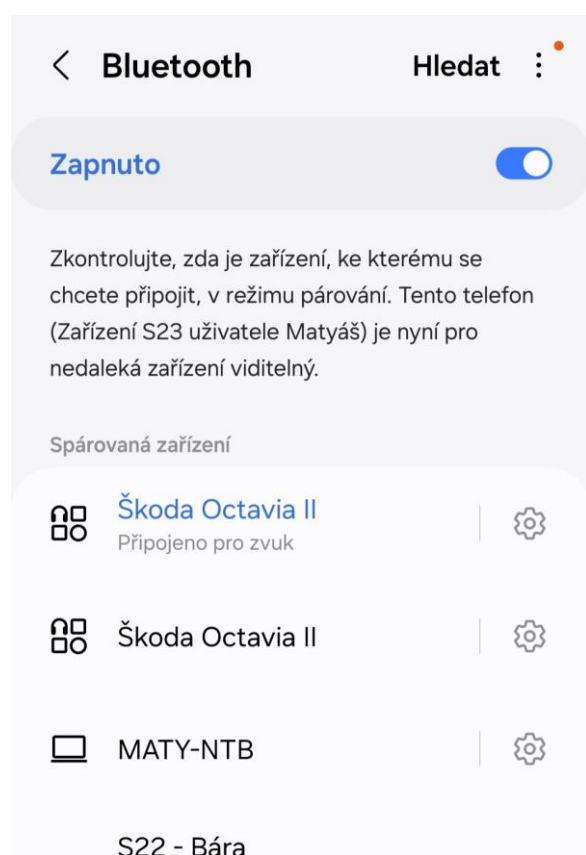 Bluetooth
Hledat
Zapnuto
Zkontrolujte, zda je zařízení, ke kterému se
chcete připojit, v režimu párování. Tento telefon
(Zařízení S23 uživatele Matyáš) je nyní pro
nedaleká zařízení viditelný.
Spárovaná zařízení
Škoda Octavia II
Připojeno pro zvuk
Škoda Octavia II
MATY-NTB
S22 - Bára